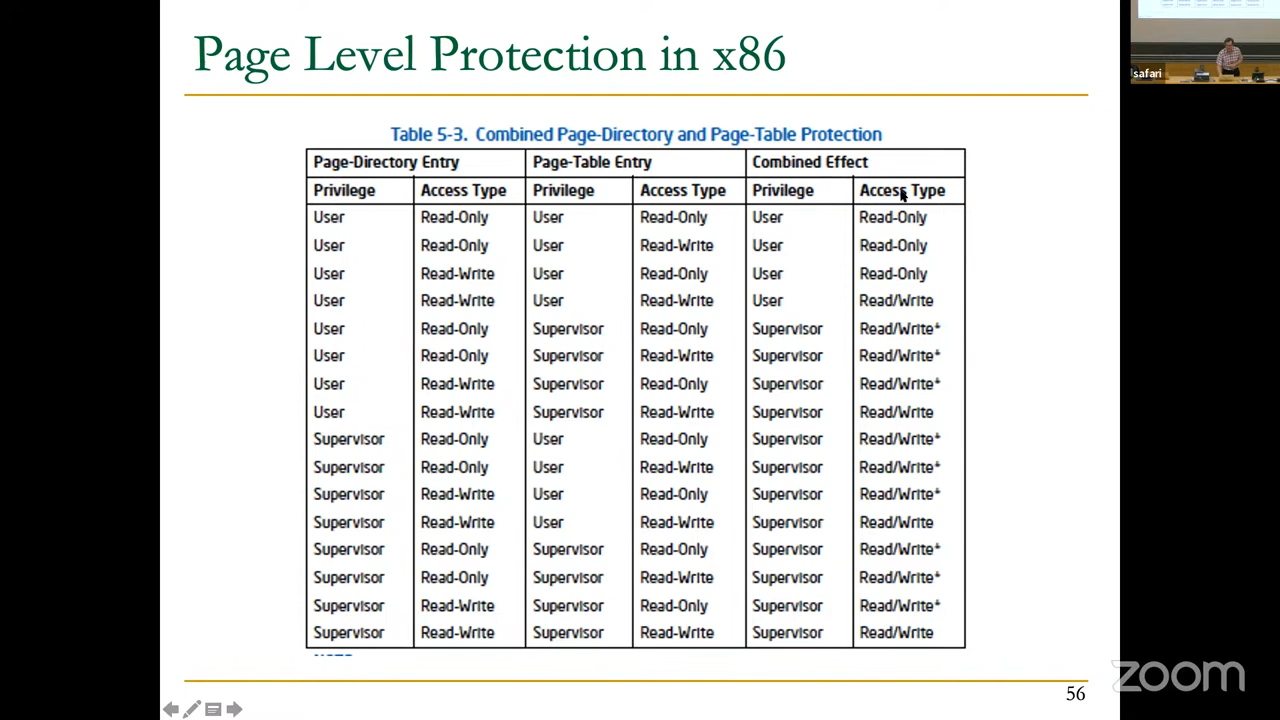 Page Level Protection in x86
safari
Table 5-3. Combined Page-Directory and Page-Table Protection
Page-Directory Entry Page-Table Entry Combined Effect
Privilege Access Type Privilege Access Type Privilege Access Type
User Read-Only User Read-Only User Read-Only
User Read-Only User Read-Write User Read-Only
User Read-Write User Read-Only User Read-Only
User Read-Write User Read-Write User Read/Write
User Read-Only Supervisor Read-Only Supervisor Read/Write*
User Read-Only Supervisor Read-Write Supervisor Read/Write*
User Read-Write Supervisor Read-Only Supervisor Read/Write*
User Read-Write Supervisor Read-Write Supervisor Read/Write
Supervisor Read-Only User Read-Only Supervisor Read/Write*
Supervisor Read-Only User Read-Write Supervisor Read/Write*
Supervisor Read-Write User Read-Only Supervisor Read/Write*
Supervisor Read-Write User Read-Write Supervisor Read/Write
Supervisor Read-Only Supervisor Read-Only Supervisor Read/Write*
Supervisor Read-Only Supervisor Read-Write Supervisor Read/Write*
Supervisor Read-Write Supervisor Read-Only Supervisor Read/Write*
Supervisor Read-Write Supervisor Read-Write Supervisor Read/Write
56
zoom